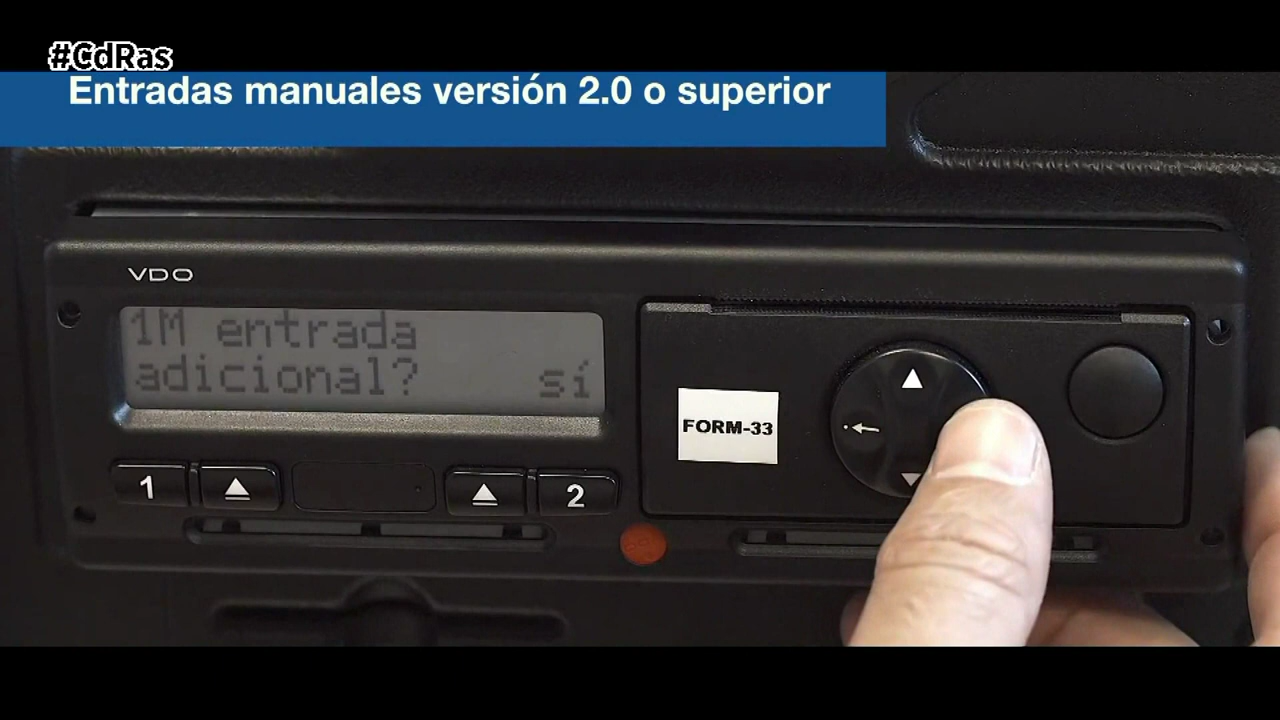 #CdRas
Entradas manuales versión 2.0 o superior
VDO
1M entrada
adicional? sí
FORM-33
1
2